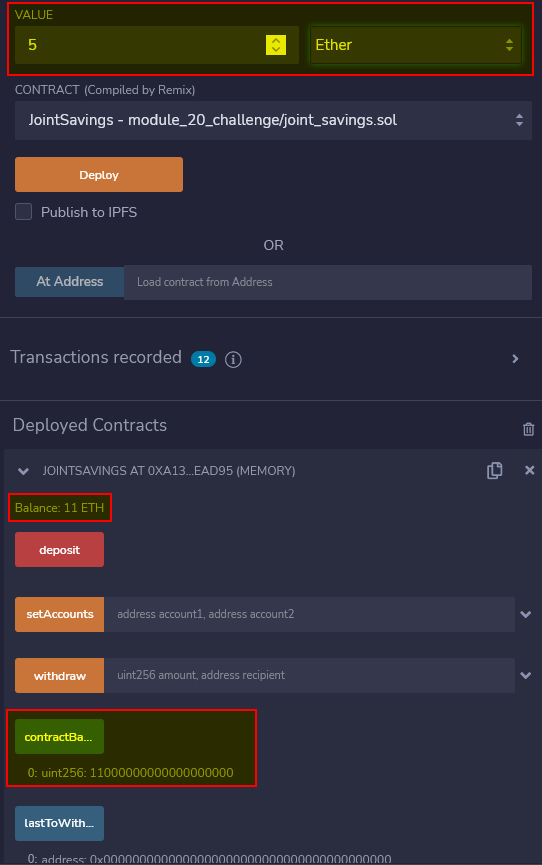 VALUE
5 Ether
CONTRACT (Compiled by Remix)
JointSavings - module_20_challenge/joint_savings.sol
Deploy
Publish to IPFS
OR
At Address Load contract from Address
Transactions recorded 12 i
Deployed Contracts
JOINTSAVINGS AT 0XA13...EAD95 (MEMORY)
Balance: 11 ETH
deposit
setAccounts address account1, address account2
withdraw uint256 amount, address recipient
contractBa...
0: uint256: 11000000000000000000
lastToWith...
0: address: 0x0000000000000000000000000000000000000000